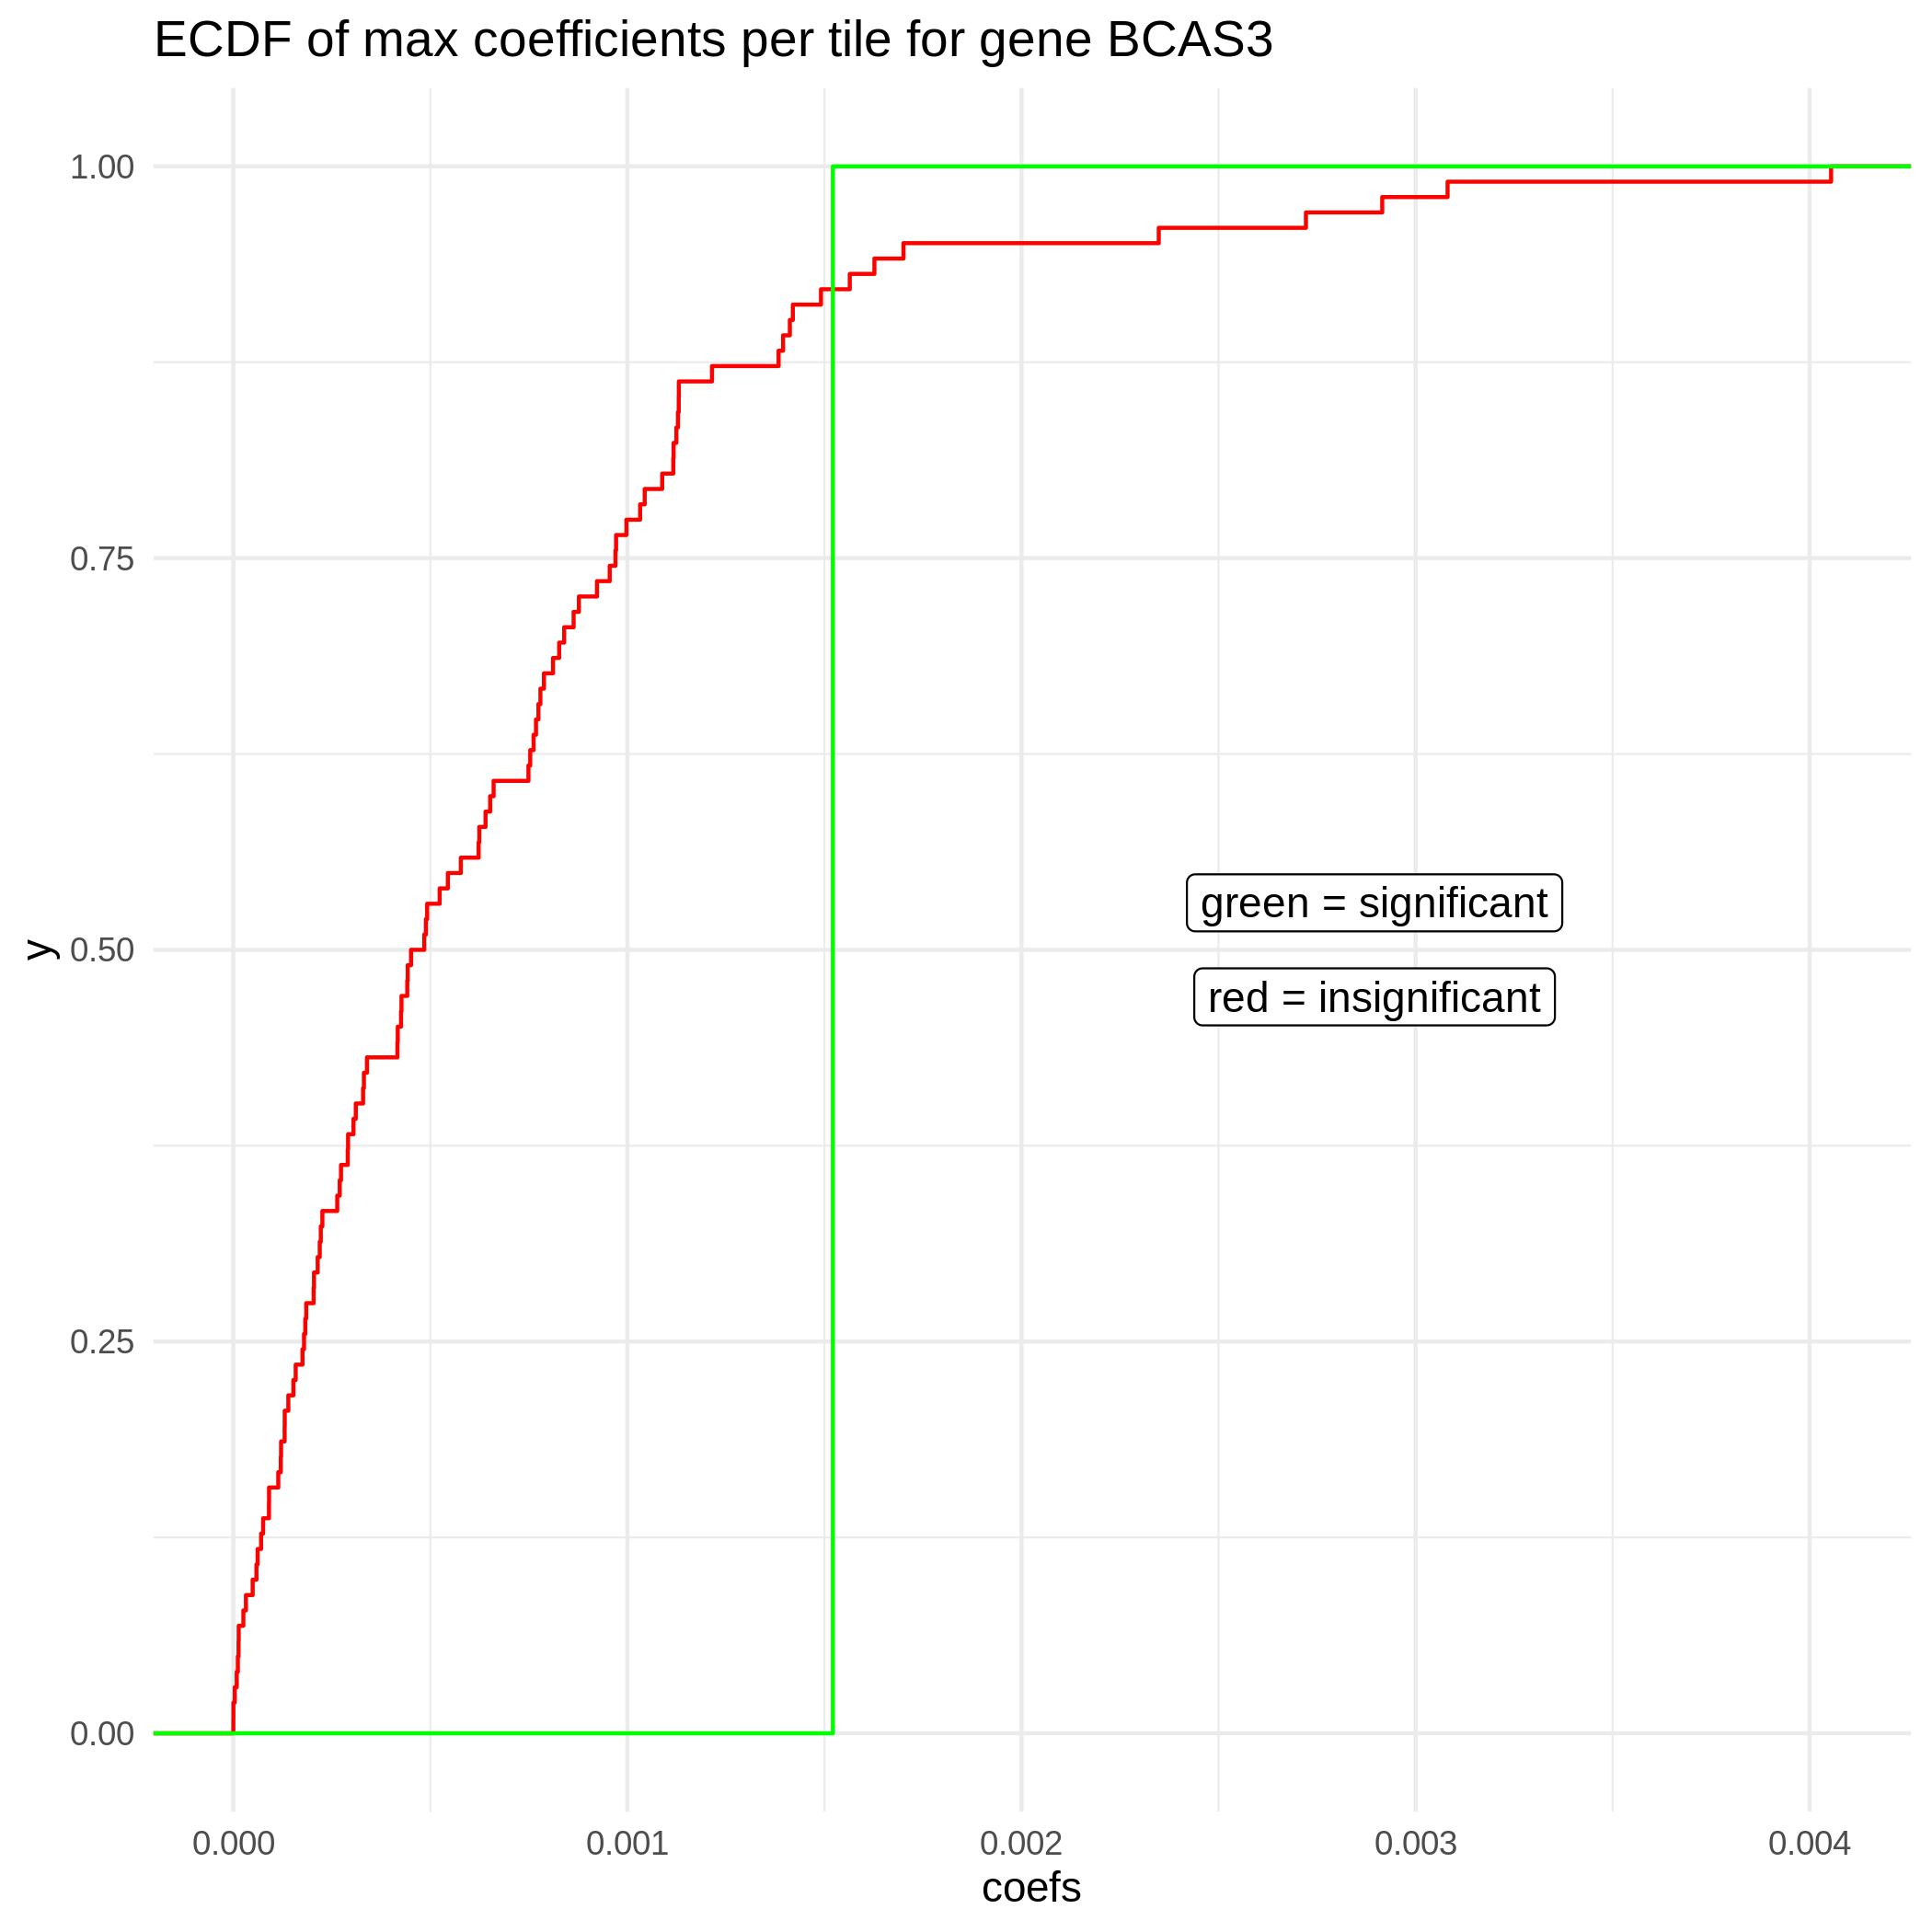 ECDF of max coefficients per tile for gene BCAS3
1.00
0.75
0.50
0.25
0.00
y
green = significant
red = insignificant
0.000 0.001 0.002 0.003 0.004
coefs